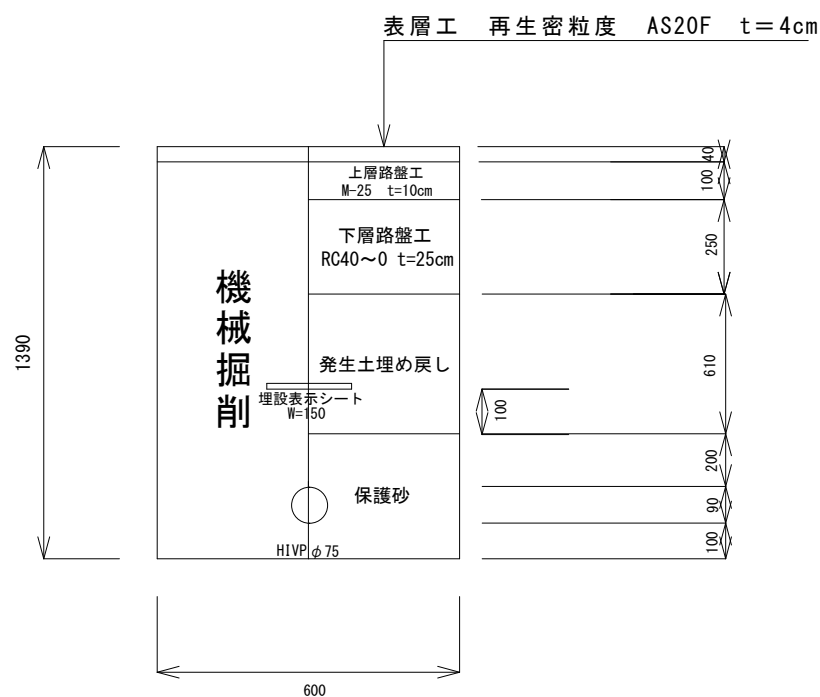 表層工 再生密粒度 AS20F t=4cm
上層路盤工
M-25 t=10cm
下層路盤工
RC40〜0 t=25cm
機械掘削
発生土埋め戻し
埋設表示シート
W=150
保護砂
HIVP φ75
1390
600
40
100
250
610
100
200
90
100